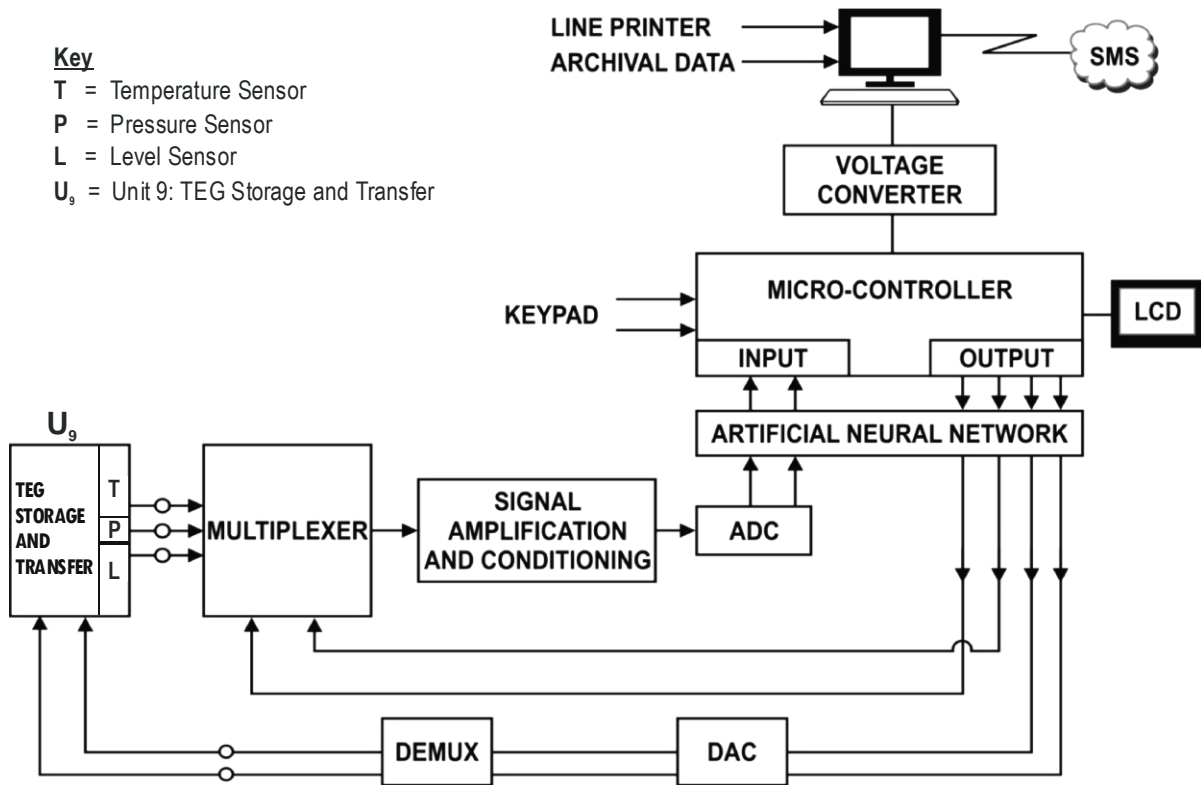 Key
T = Temperature Sensor
P = Pressure Sensor
L = Level Sensor
U₉ = Unit 9: TEG Storage and Transfer
LINE PRINTER
ARCHIVAL DATA
SMS
VOLTAGE
CONVERTER
MICRO-CONTROLLER
KEYPAD
LCD
INPUT
OUTPUT
ARTIFICIAL NEURAL NETWORK
U₉
TEG
STORAGE
AND
TRANSFER
T
P
L
MULTIPLEXER
SIGNAL
AMPLIFICATION
AND CONDITIONING
ADC
DEMUX
DAC